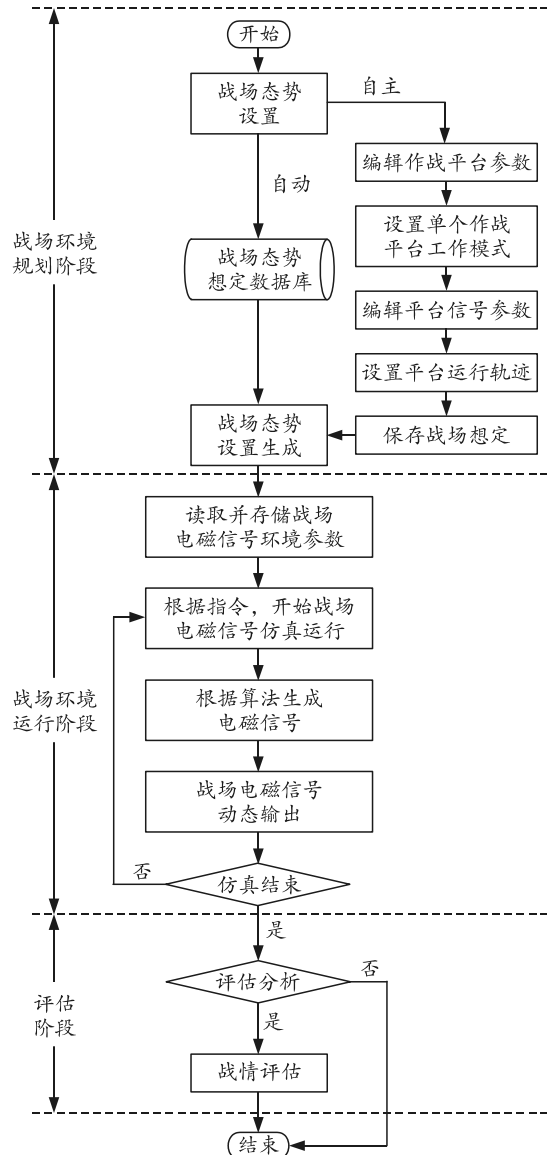 开始
战场态势
设置
自主
编辑作战平台参数
自动
设置单个作战
平台工作模式
战场环境
规划阶段
战场态势
想定数据库
编辑平台信号参数
设置平台运行轨迹
战场态势
设置生成
保存战场想定
读取并存储战场
电磁信号环境参数
根据指令，开始战场
电磁信号仿真运行
战场环境
运行阶段
根据算法生成
电磁信号
战场电磁信号
动态输出
否
仿真结束
是
评估
阶段
评估分析
否
是
战情评估
结束